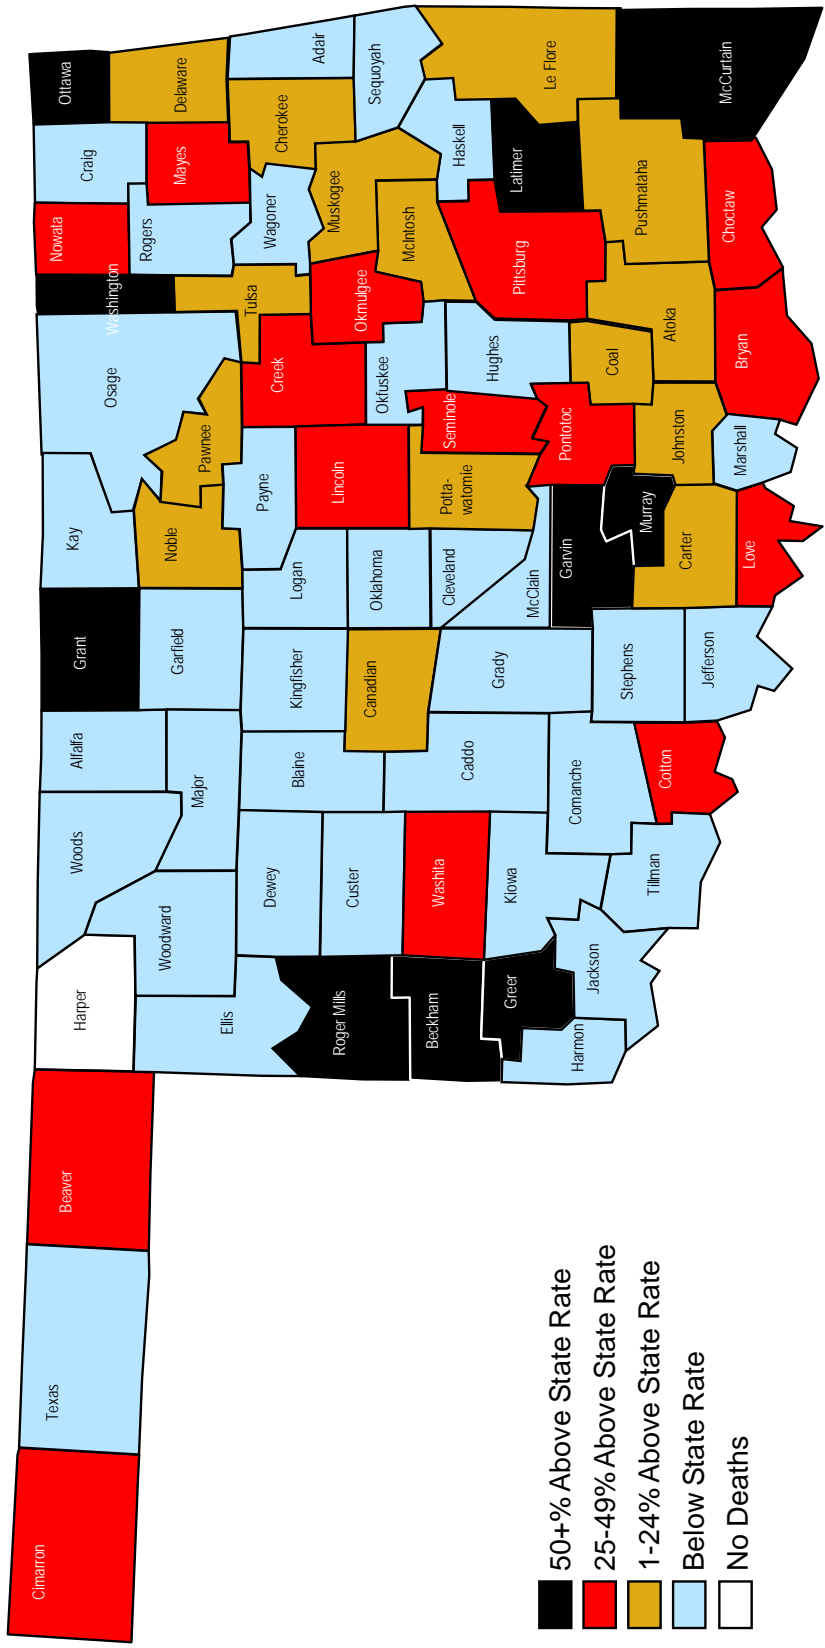 Cimarron
Texas
Beaver
Harper
Woods
Alfalfa
Grant
Kay
Osage
Washington
Nowata
Craig
Ottawa
Ellis
Woodward
Major
Garfield
Noble
Pawnee
Rogers
Mayes
Delaware
Dewey
Blaine
Kingfisher
Logan
Payne
Creek
Tulsa
Wagoner
Cherokee
Adair
Roger Mills
Custer
Canadian
Oklahoma
Lincoln
Okfuskee
Okmulgee
Muskogee
Sequoyah
Beckham
Washita
Caddo
Grady
Cleveland
Potta-
watomie
Seminole
Hughes
McIntosh
Haskell
Le Flore
Greer
Kiowa
Comanche
McClain
Garvin
Pontotoc
Coal
Pittsburg
Latimer
Harmon
Jackson
Tillman
Cotton
Stephens
Jefferson
Murray
Carter
Love
Johnston
Marshall
Atoka
Bryan
Pushmataha
Choctaw
McCurtain
50+% Above State Rate
25-49% Above State Rate
1-24% Above State Rate
Below State Rate
No Deaths